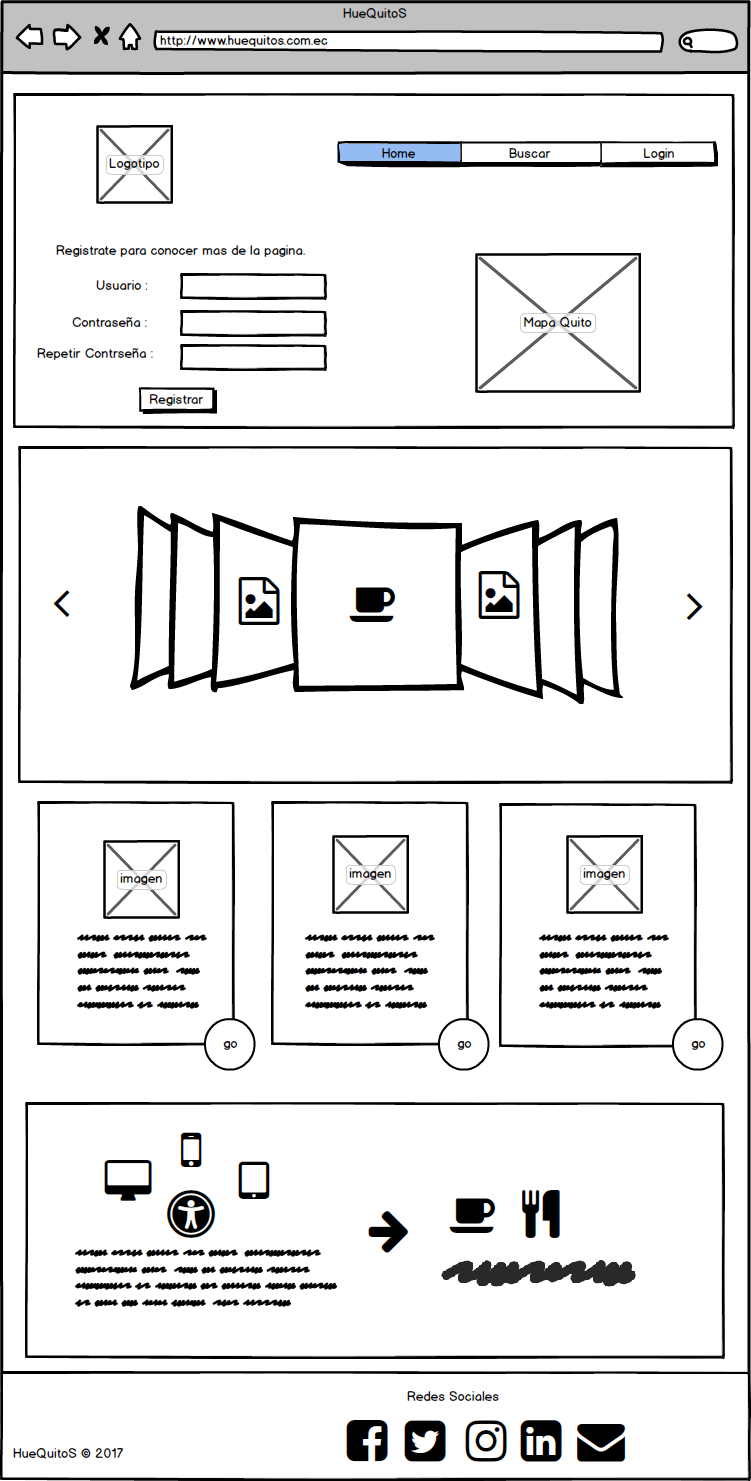 HueQuitoS
http://www.huequitos.com.ec
Logotipo
Home Buscar Login
Registrate para conocer mas de la pagina.
Usuario :
Contraseña :
Repetir Contrseña :
Registrar
Mapa Quito
imagen
go
imagen
go
imagen
go
Redes Sociales
HueQuitoS © 2017